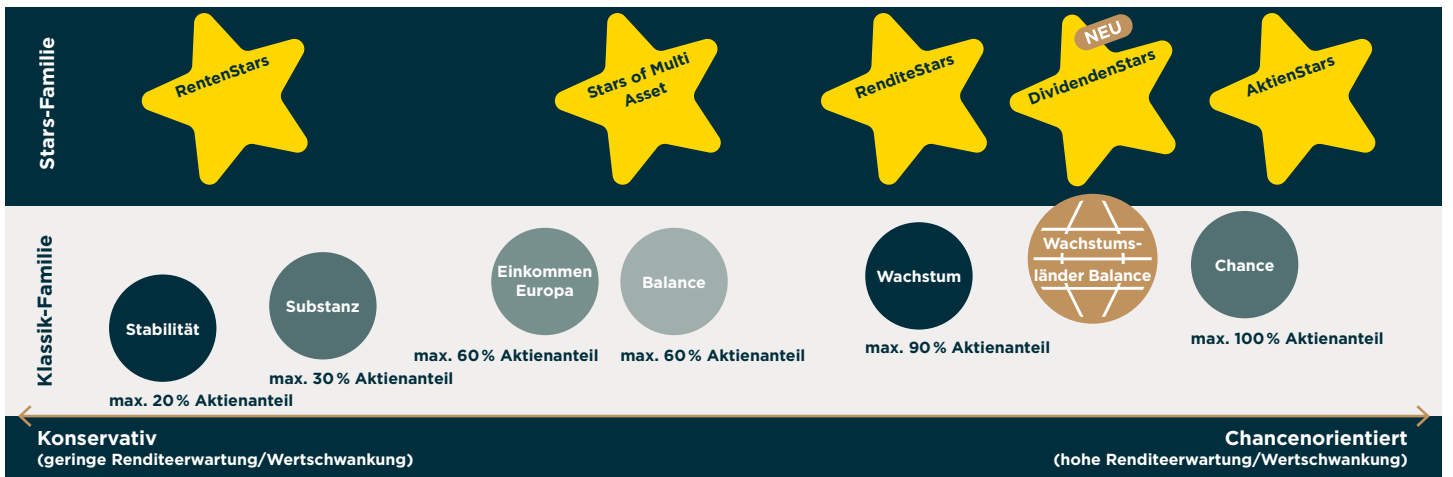 Stars-Familie
RentenStars
Stars of Multi
Asset
RenditeStars
NEU
DividendenStars
AktienStars
Klassik-Familie
Stabilität
max. 20 % Aktienanteil
Substanz
max. 30 % Aktienanteil
Einkommen
Europa
max. 60 % Aktienanteil
Balance
max. 60 % Aktienanteil
Wachstum
max. 90 % Aktienanteil
Wachstums-
länder Balance
Chance
max. 100 % Aktienanteil
Konservativ
(geringe Renditeerwartung/Wertschwankung)
Chancenorientiert
(hohe Renditeerwartung/Wertschwankung)